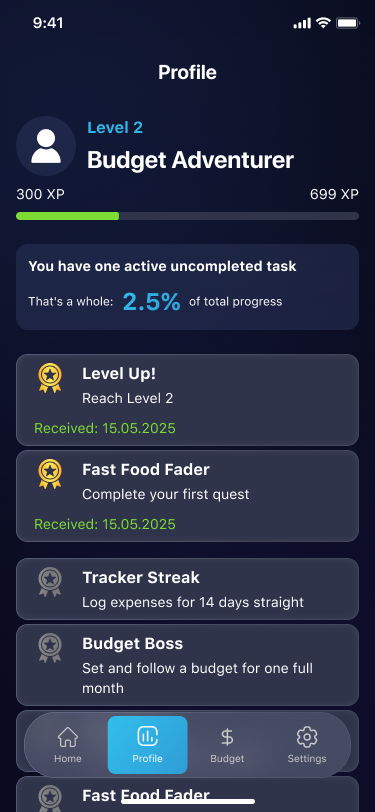 9:41
Profile
Level 2
Budget Adventurer
300 XP
699 XP
You have one active uncompleted task
That's a whole: 2.5% of total progress
Level Up!
Reach Level 2
Received: 15.05.2025
Fast Food Fader
Complete your first quest
Received: 15.05.2025
Tracker Streak
Log expenses for 14 days straight
Budget Boss
Set and follow a budget for one full
month
Home
Profile
Budget
Settings
Fast Food Fader